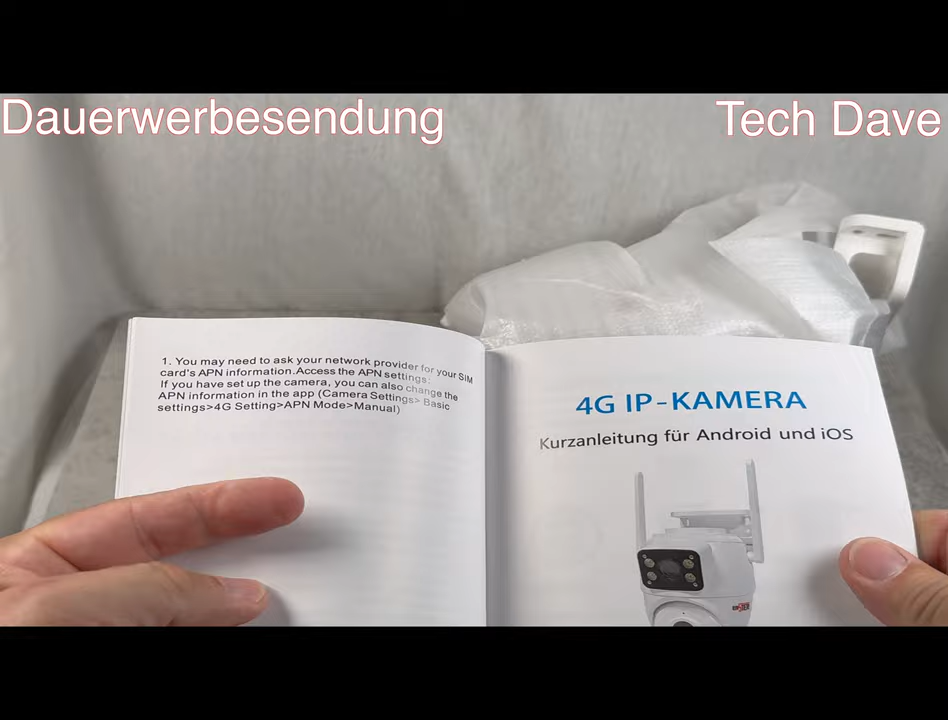 Dauerwerbesendung
Tech Dave
1. You may need to ask your network provider for your SIM
card's APN information.Access the APN settings:
If you have set up the camera, you can also change the
APN information in the app (Camera Settings> Basic
settings>4G Setting>APN Mode>Manual)
4G IP-KAMERA
Kurzanleitung für Android und iOS